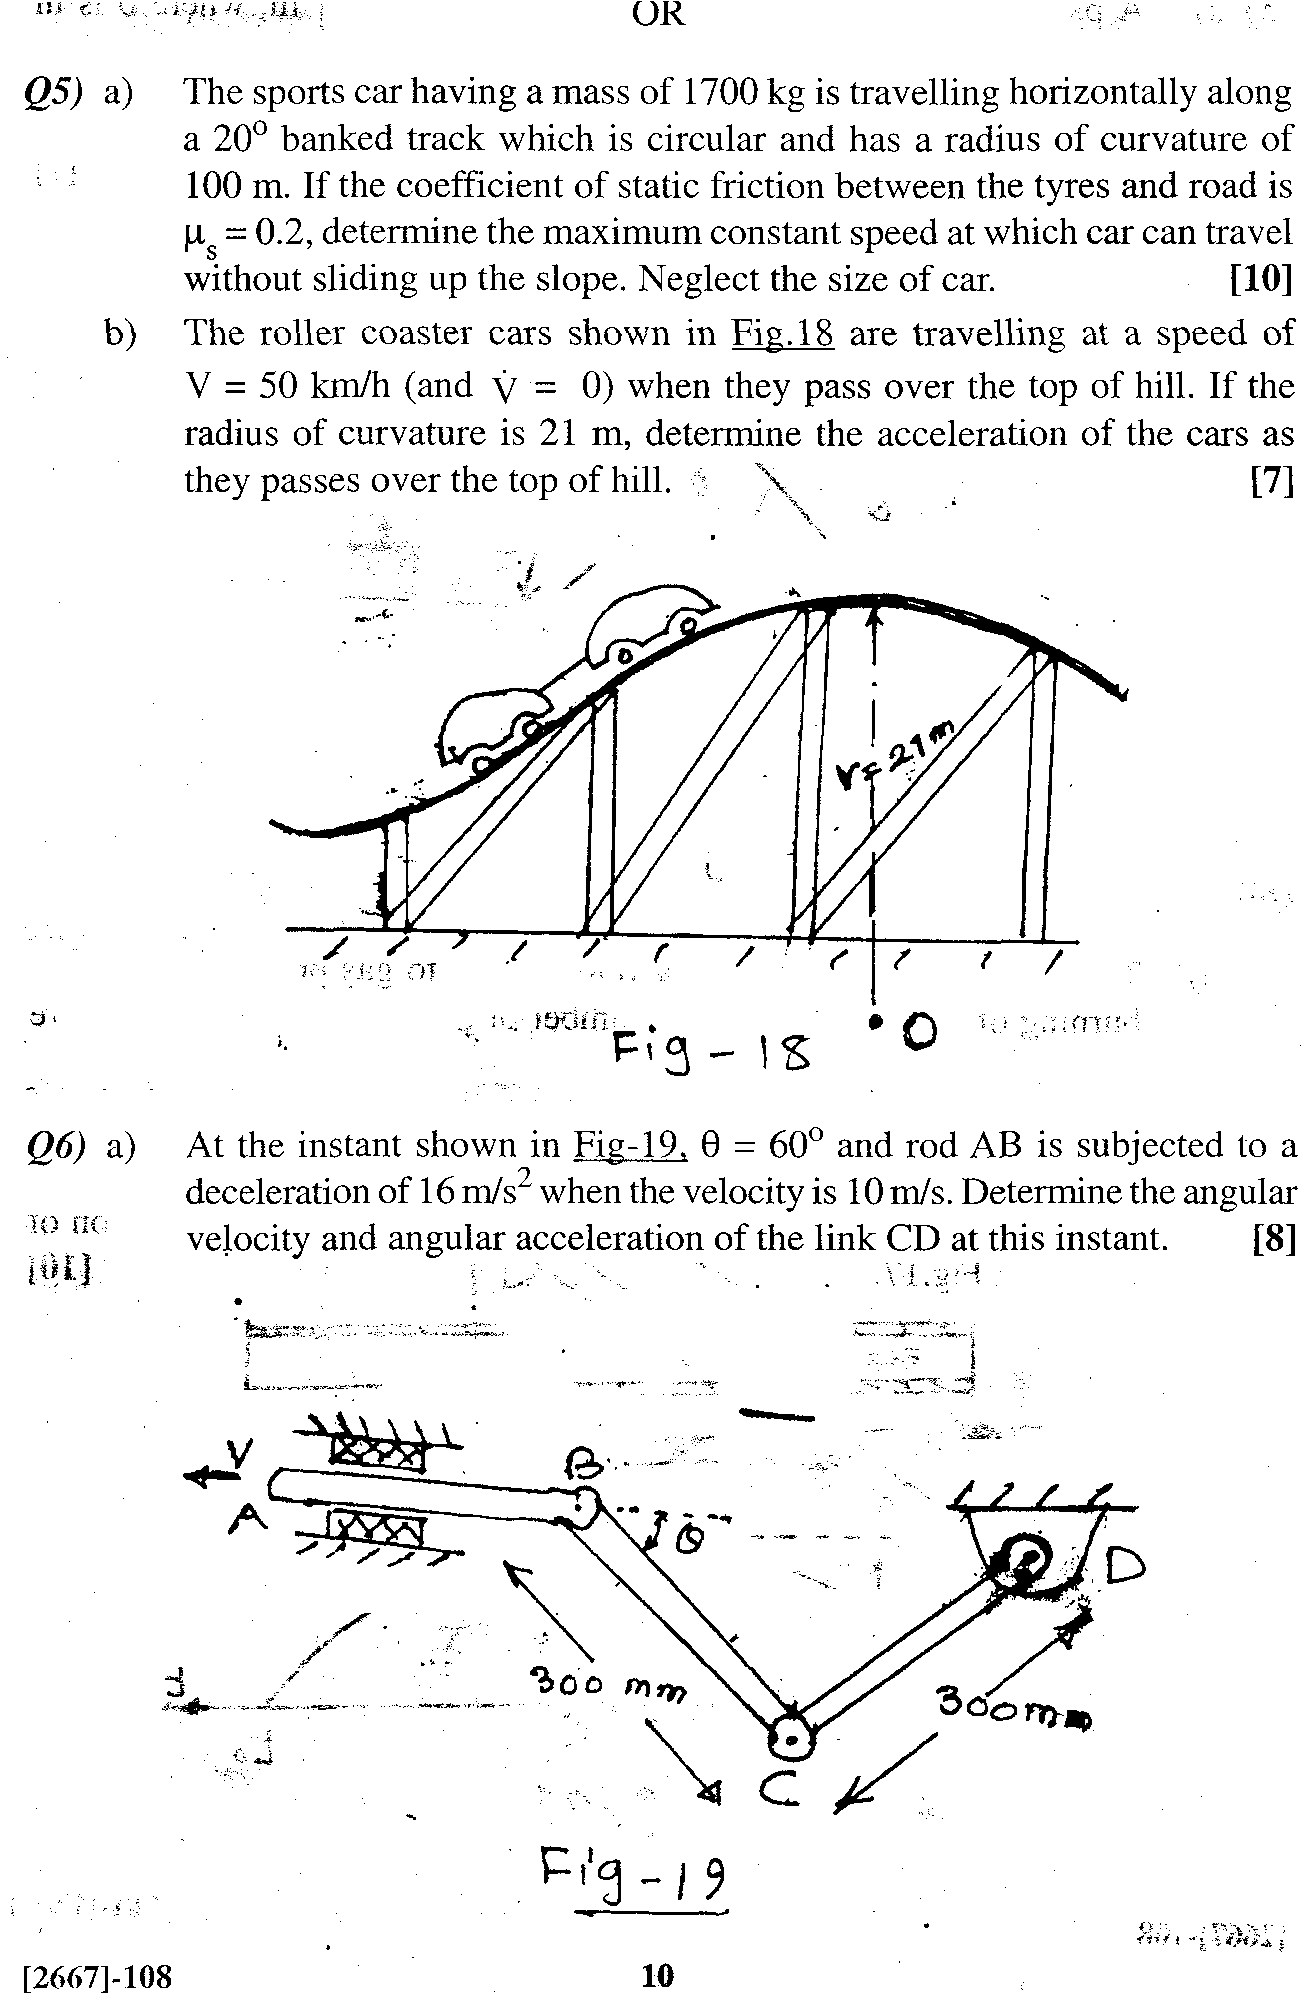 OR
Q5) a) The sports car having a mass of 1700 kg is travelling horizontally along
a 20° banked track which is circular and has a radius of curvature of
100 m. If the coefficient of static friction between the tyres and road is
μs = 0.2, determine the maximum constant speed at which car can travel
without sliding up the slope. Neglect the size of car. [10]
b) The roller coaster cars shown in Fig.18 are travelling at a speed of
V = 50 km/h (and v̇ = 0) when they pass over the top of hill. If the
radius of curvature is 21 m, determine the acceleration of the cars as
they passes over the top of hill. [7]
r = 21 m
O
Fig - 18
Q6) a) At the instant shown in Fig-19, θ = 60° and rod AB is subjected to a
deceleration of 16 m/s² when the velocity is 10 m/s. Determine the angular
velocity and angular acceleration of the link CD at this instant. [8]
V
B
A
θ
D
300 mm
300 mm
C
Fig - 19
[2667]-108 10